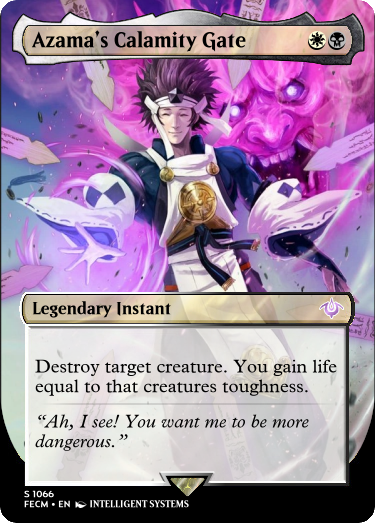 Azama's Calamity Gate
Legendary Instant
Destroy target creature. You gain life
equal to that creatures toughness.
“Ah, I see! You want me to be more
dangerous.”
S 1066
FECM • EN INTELLIGENT SYSTEMS